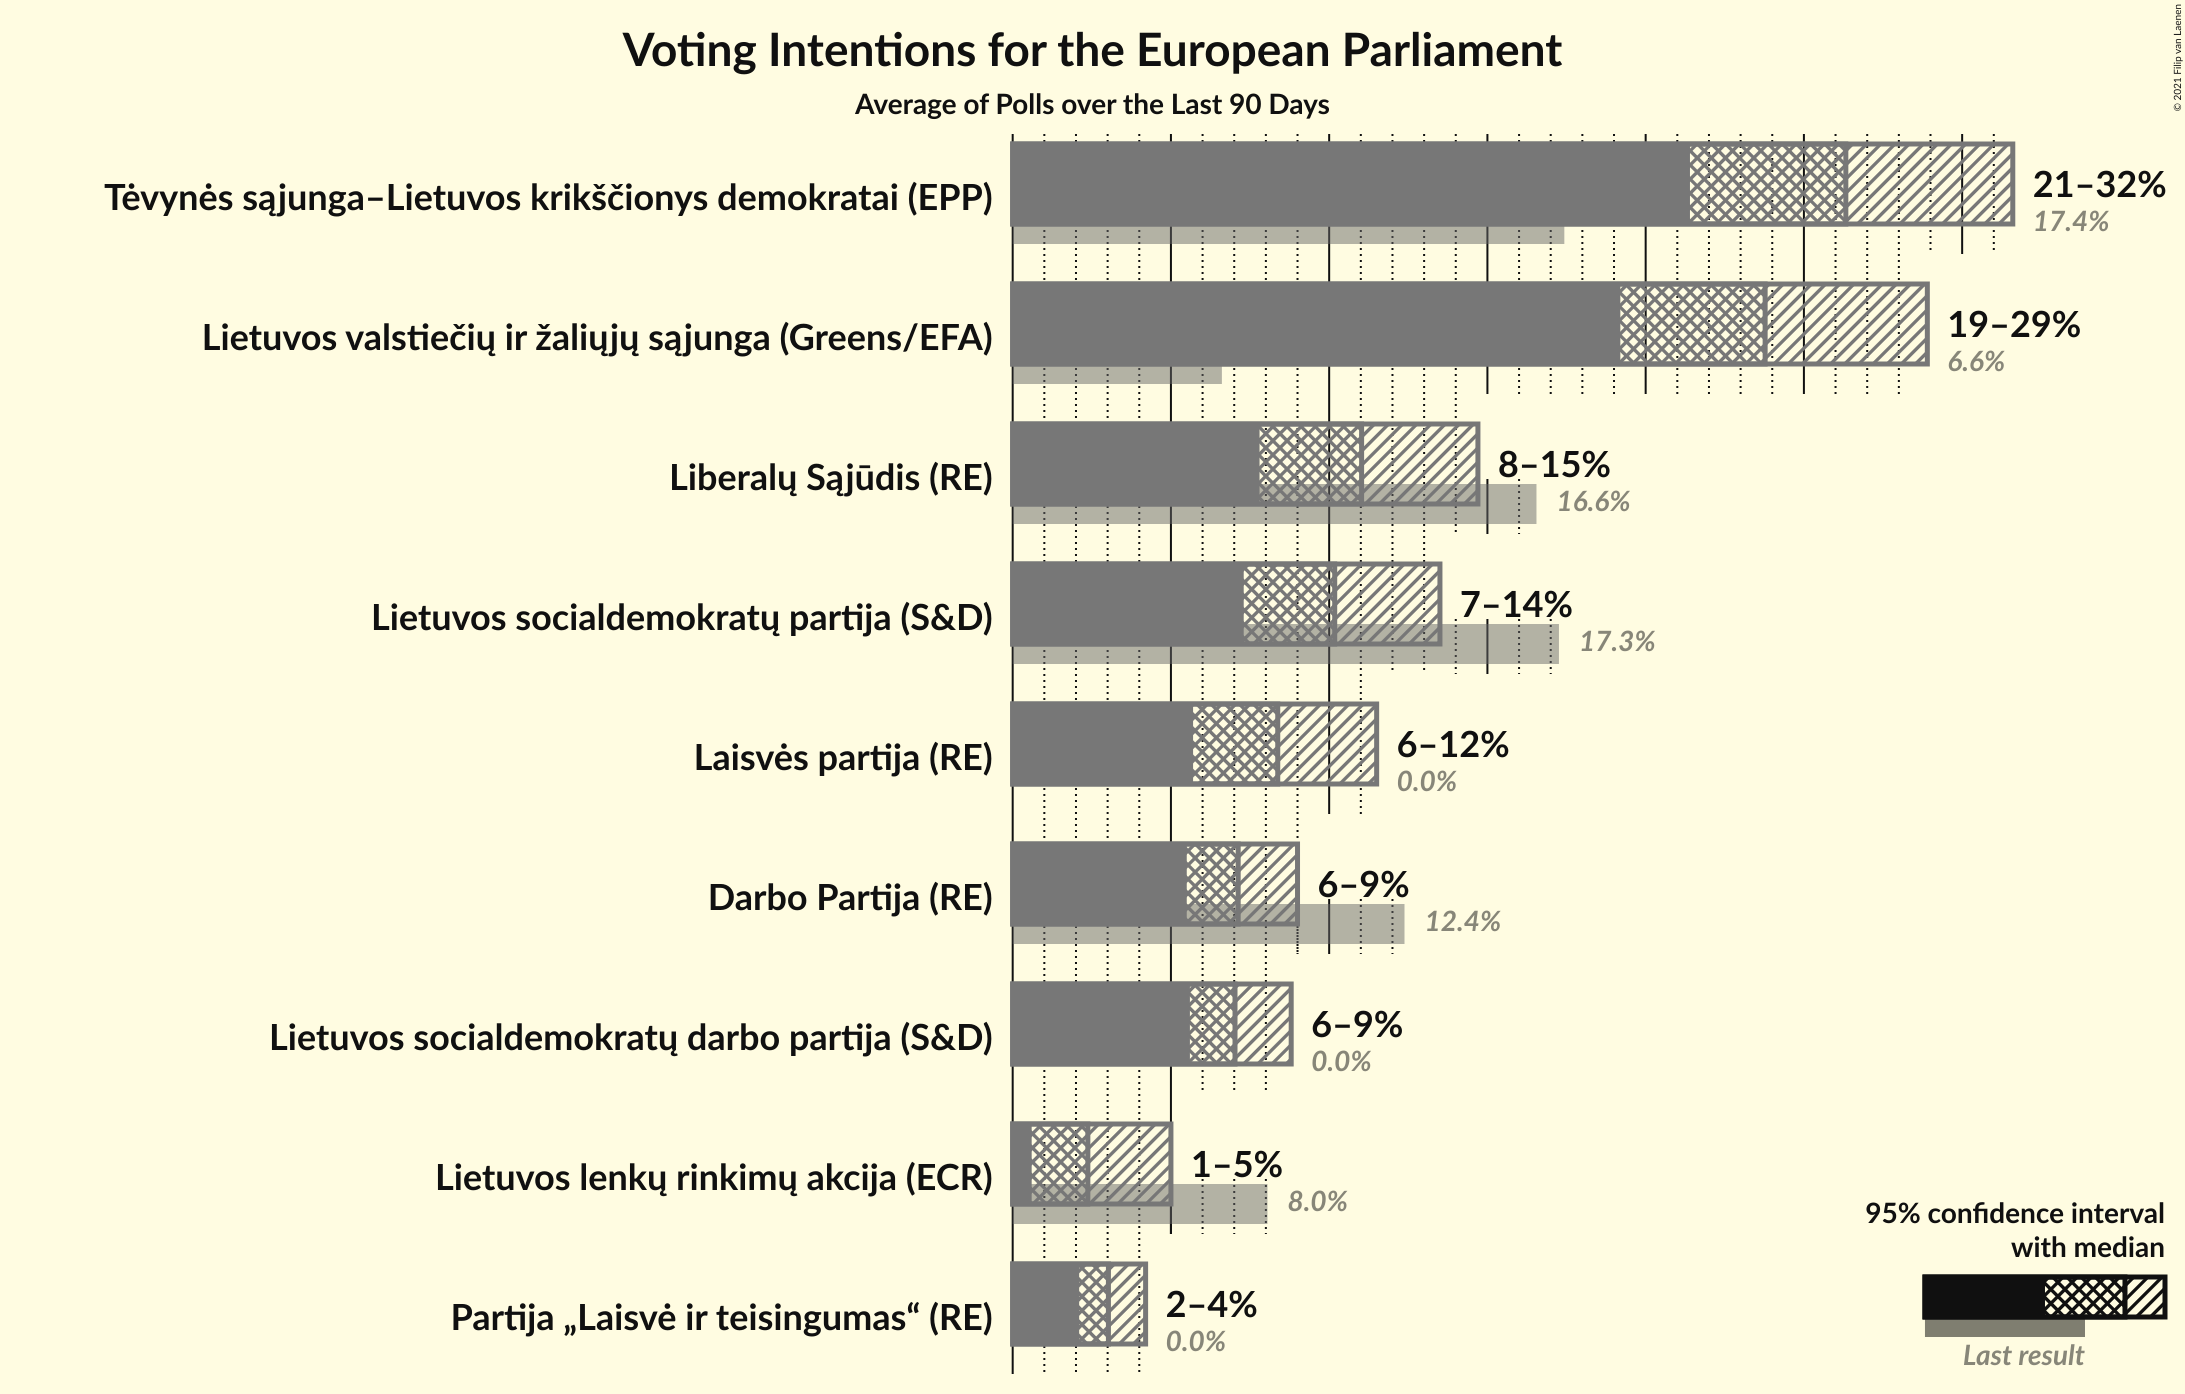 Voting Intentions for the European Parliament
Average of Polls over the Last 90 Days
© 2021 Filip van Laenen
Tėvynės sąjunga–Lietuvos krikščionys demokratai (EPP)
21–32%
17.4%
Lietuvos valstiečių ir žaliųjų sąjunga (Greens/EFA)
19–29%
6.6%
Liberalų Sąjūdis (RE)
8–15%
16.6%
Lietuvos socialdemokratų partija (S&D)
7–14%
17.3%
Laisvės partija (RE)
6–12%
0.0%
Darbo Partija (RE)
6–9%
12.4%
Lietuvos socialdemokratų darbo partija (S&D)
6–9%
0.0%
Lietuvos lenkų rinkimų akcija (ECR)
1–5%
8.0%
Partija „Laisvė ir teisingumas“ (RE)
2–4%
0.0%
95% confidence interval
with median
Last result